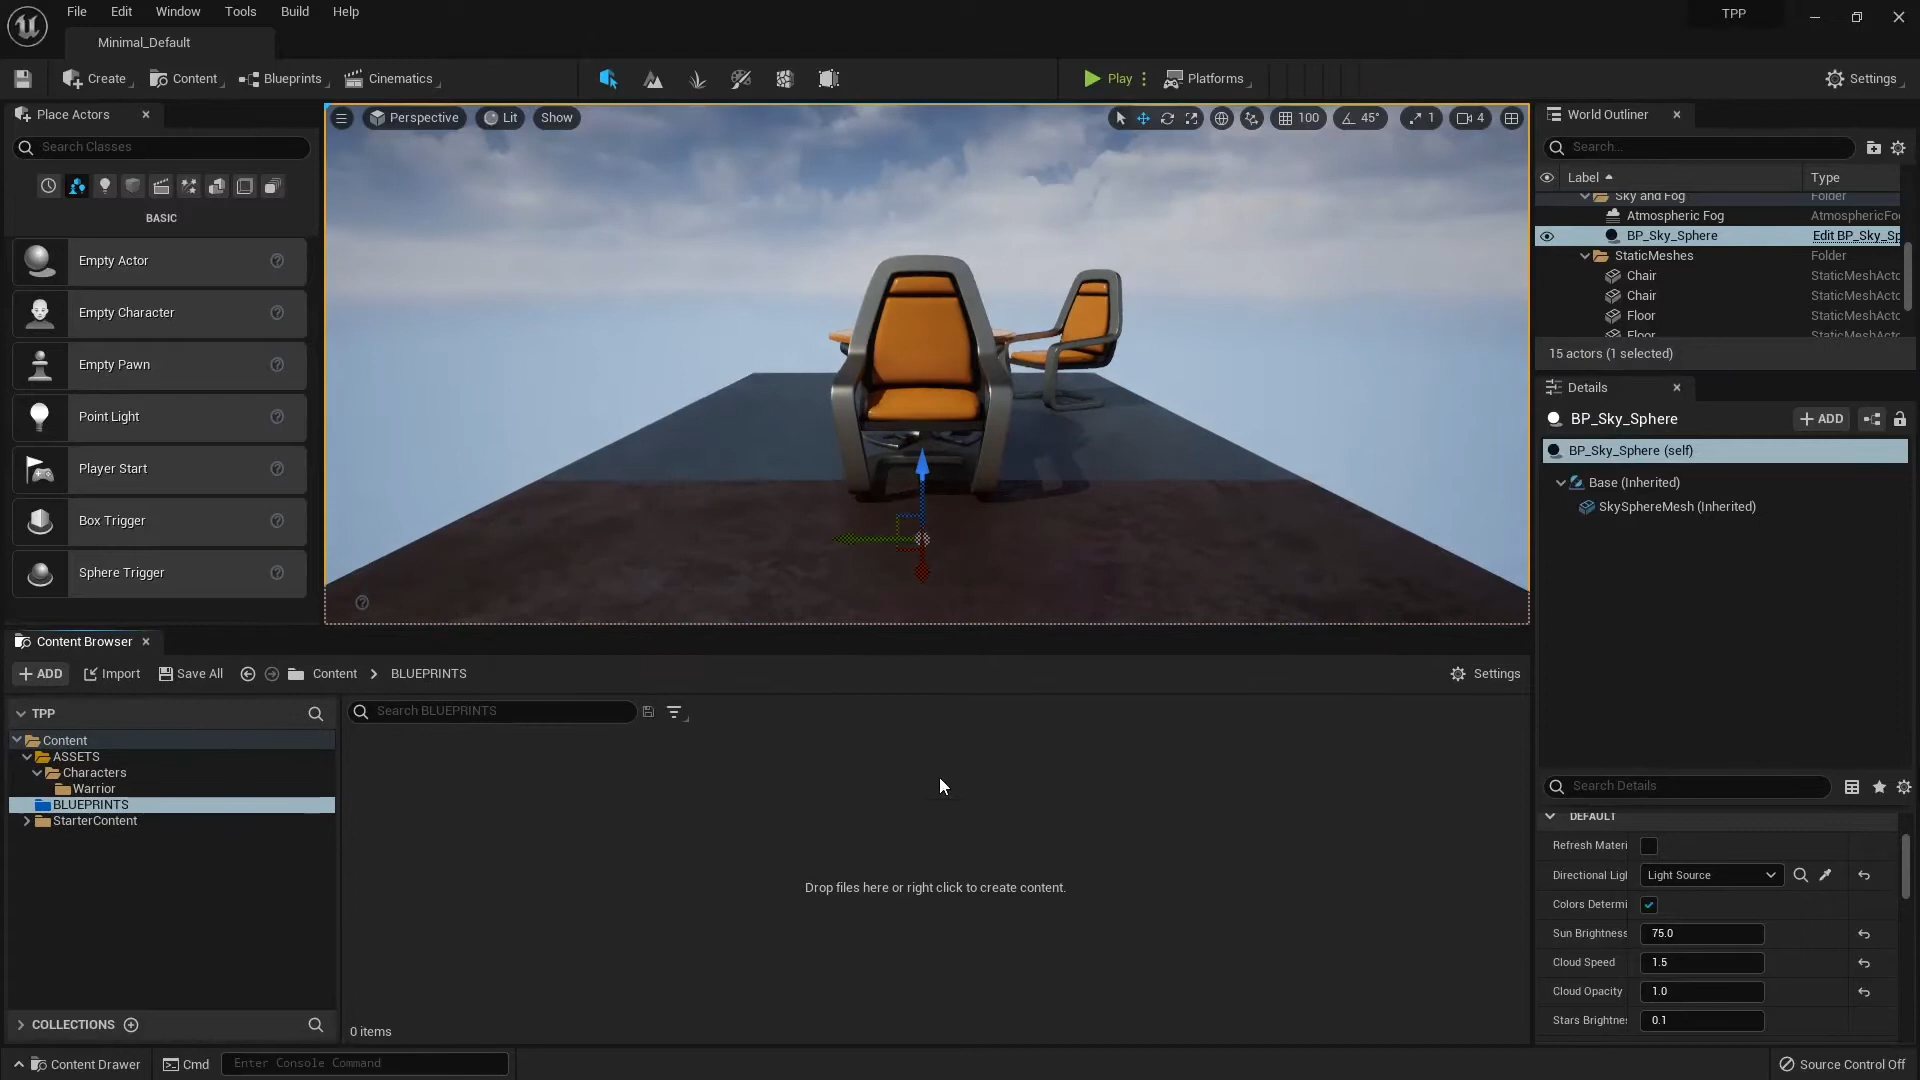 File Edit Window Tools Build Help
TPP
Minimal_Default
Create Content Blueprints Cinematics
Play Platforms
Settings
Place Actors
Search Classes
BASIC
Empty Actor
Empty Character
Empty Pawn
Point Light
Player Start
Box Trigger
Sphere Trigger
Perspective Lit Show
100 45° 1 4
World Outliner
Search...
Label Type
Sky and Fog Folder
Atmospheric Fog AtmosphericFo
BP_Sky_Sphere Edit BP_Sky_Sp
StaticMeshes Folder
Chair StaticMeshActo
Chair StaticMeshActo
Floor StaticMeshActo
Floor StaticMeshActo
15 actors (1 selected)
Details
BP_Sky_Sphere
ADD
BP_Sky_Sphere (self)
Base (Inherited)
SkySphereMesh (Inherited)
Search Details
DEFAULT
Refresh Materi
Directional Ligl Light Source
Colors Determi
Sun Brightness 75.0
Cloud Speed 1.5
Cloud Opacity 1.0
Stars Brightnes 0.1
Content Browser
ADD Import Save All Content BLUEPRINTS
Settings
TPP
Search BLUEPRINTS
Content
ASSETS
Characters
Warrior
BLUEPRINTS
StarterContent
Drop files here or right click to create content.
COLLECTIONS
0 items
Content Drawer Cmd Enter Console Command
Source Control Off